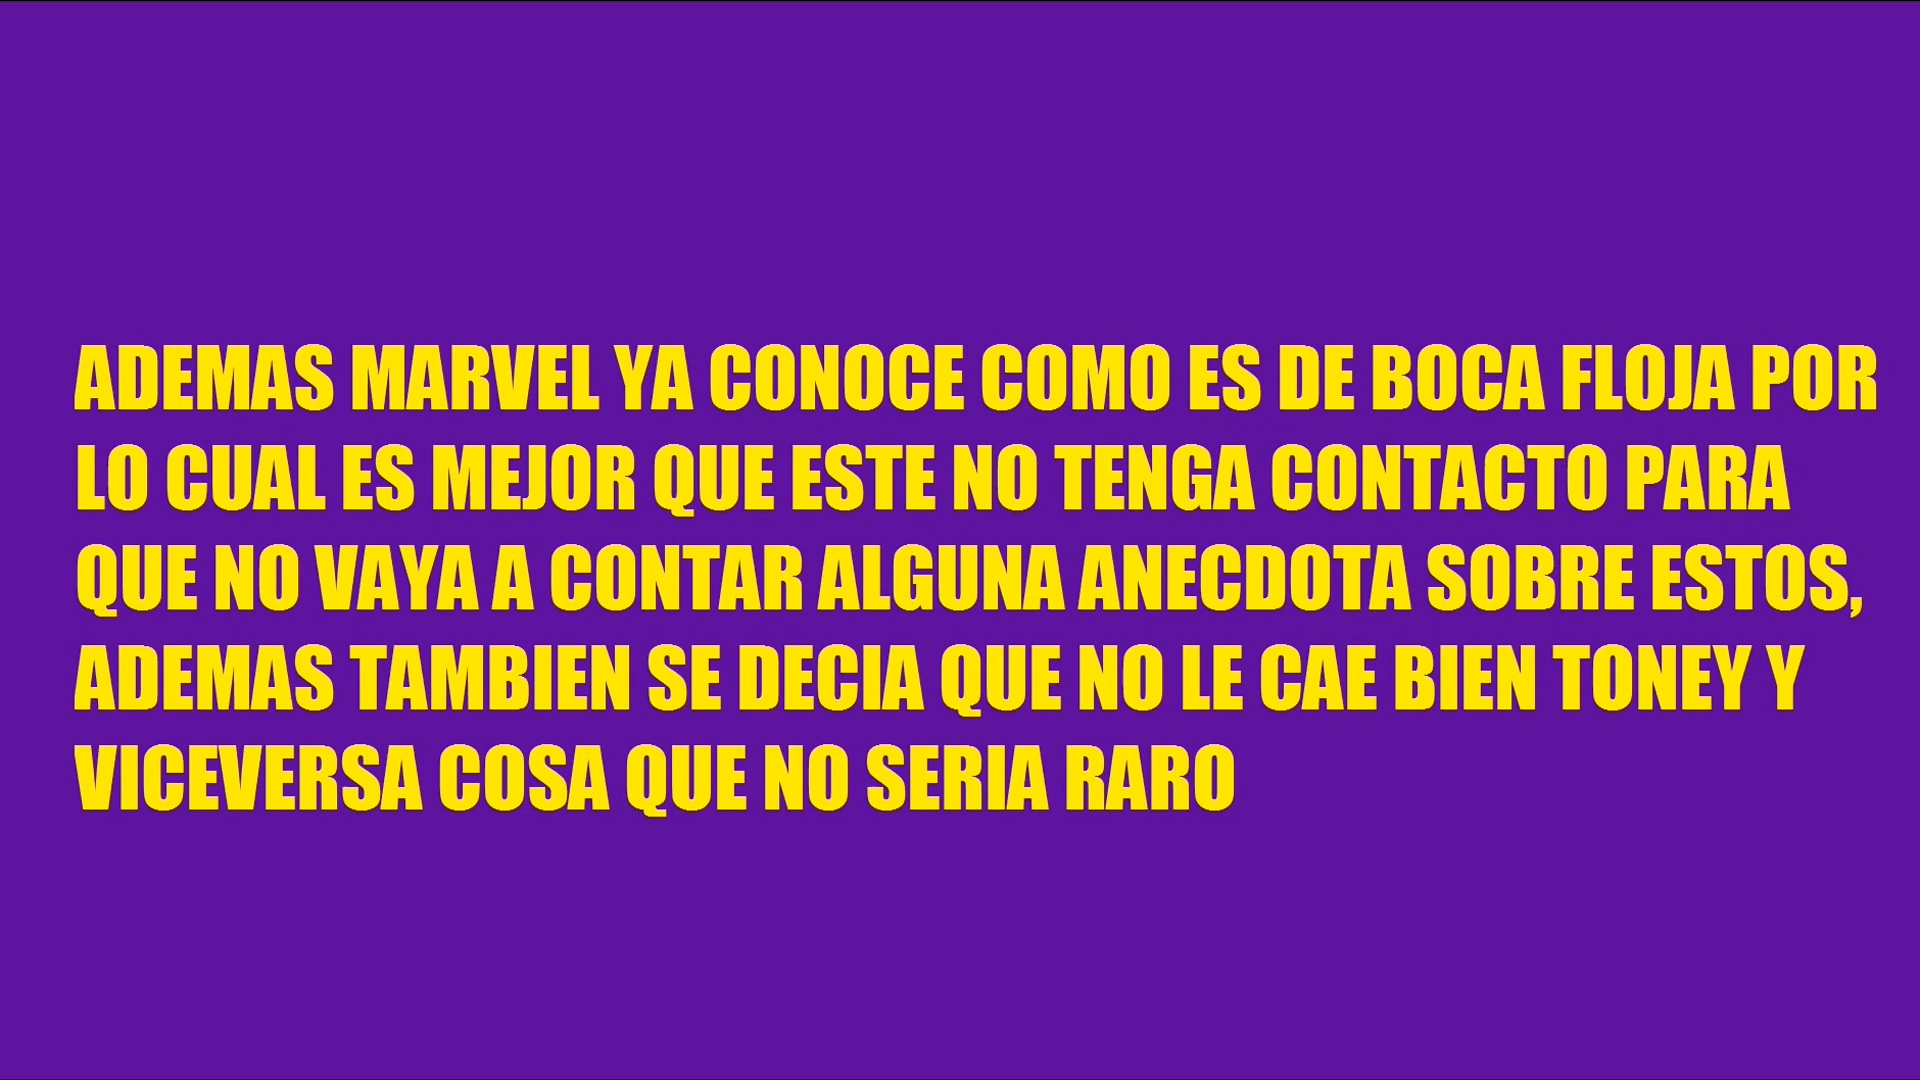 ADEMAS MARVEL YA CONOCE COMO ES DE BOCA FLOJA POR
LO CUAL ES MEJOR QUE ESTE NO TENGA CONTACTO PARA
QUE NO VAYA A CONTAR ALGUNA ANECDOTA SOBRE ESTOS,
ADEMAS TAMBIEN SE DECIA QUE NO LE CAE BIEN TONEY Y
VICEVERSA COSA QUE NO SERIA RARO